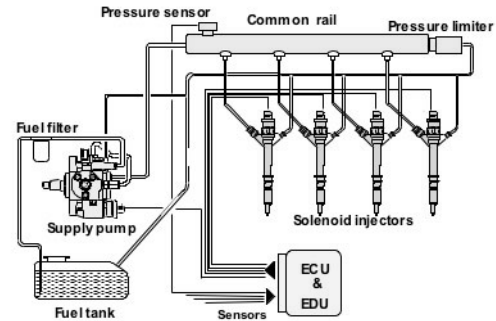 Pressure sensor
Common rail
Pressure limiter
Fuel filter
Supply pump
Solenoid injectors
ECU
&
EDU
Fuel tank
Sensors